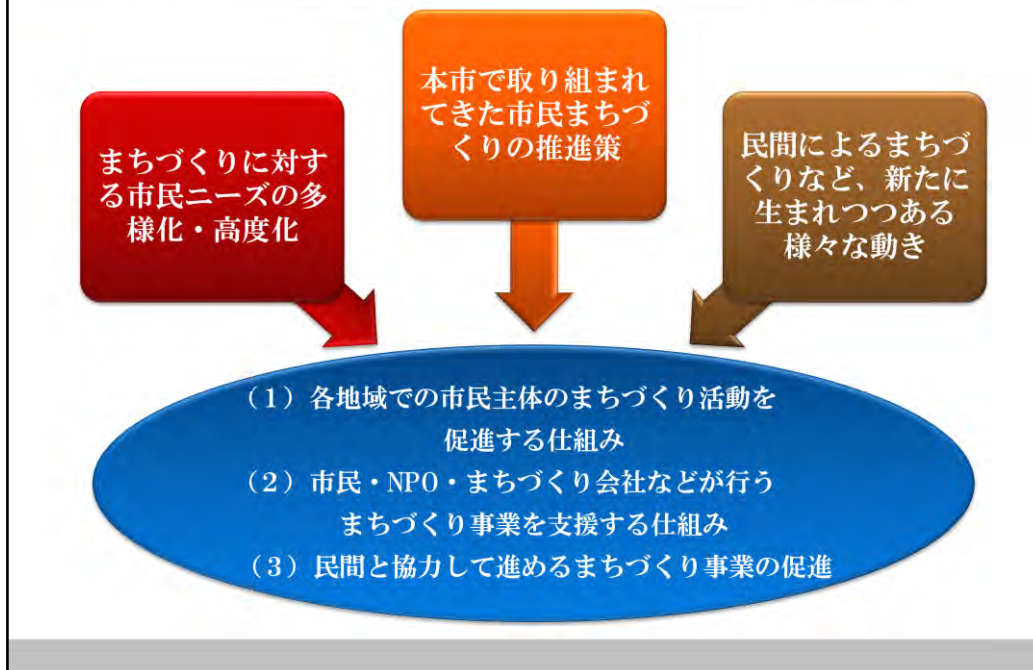 まちづくりに対す
る市民ニーズの多
様化・高度化
本市で取り組まれ
てきた市民まちづ
くりの推進策
民間によるまちづ
くりなど、新たに
生まれつつある
様々な動き
（１）各地域での市民主体のまちづくり活動を
促進する仕組み
（２）市民・NPO・まちづくり会社などが行う
まちづくり事業を支援する仕組み
（３）民間と協力して進めるまちづくり事業の促進